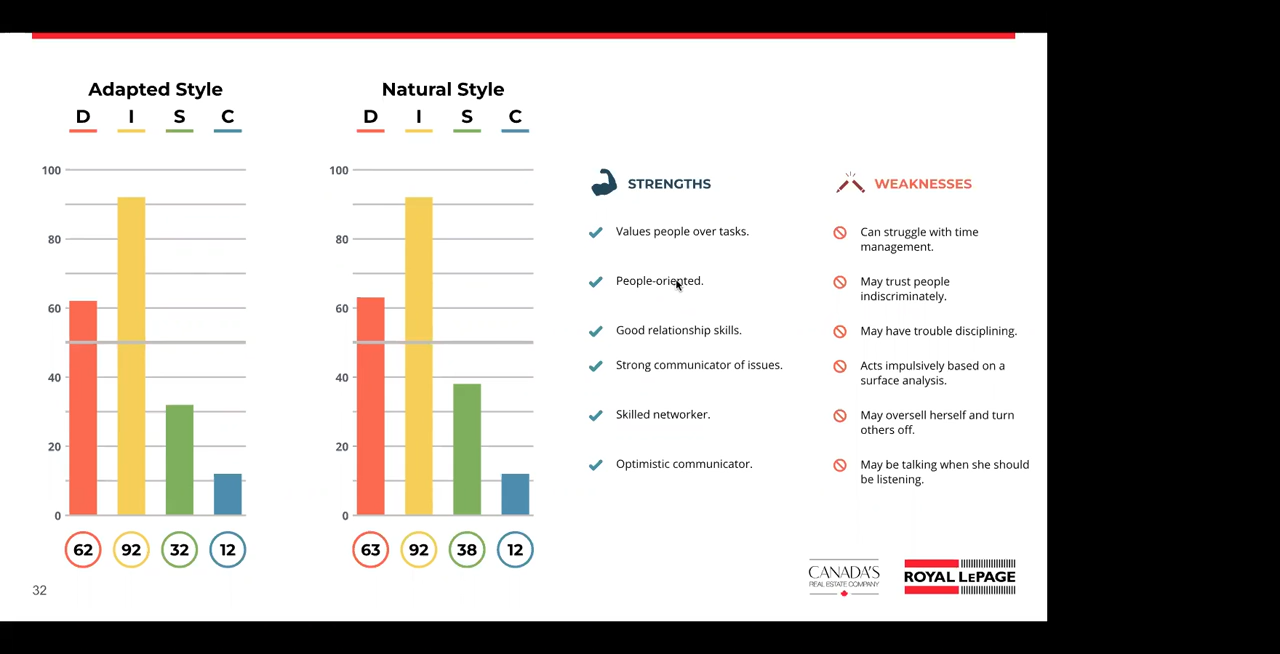 Adapted Style
D I S C
100
80
60
40
20
0
62 92 32 12
Natural Style
D I S C
100
80
60
40
20
0
63 92 38 12
STRENGTHS
Values people over tasks.
People-oriented.
Good relationship skills.
Strong communicator of issues.
Skilled networker.
Optimistic communicator.
WEAKNESSES
Can struggle with time
management.
May trust people
indiscriminately.
May have trouble disciplining.
Acts impulsively based on a
surface analysis.
May oversell herself and turn
others off.
May be talking when she should
be listening.
CANADA'S
REAL ESTATE COMPANY
ROYAL LEPAGE
32